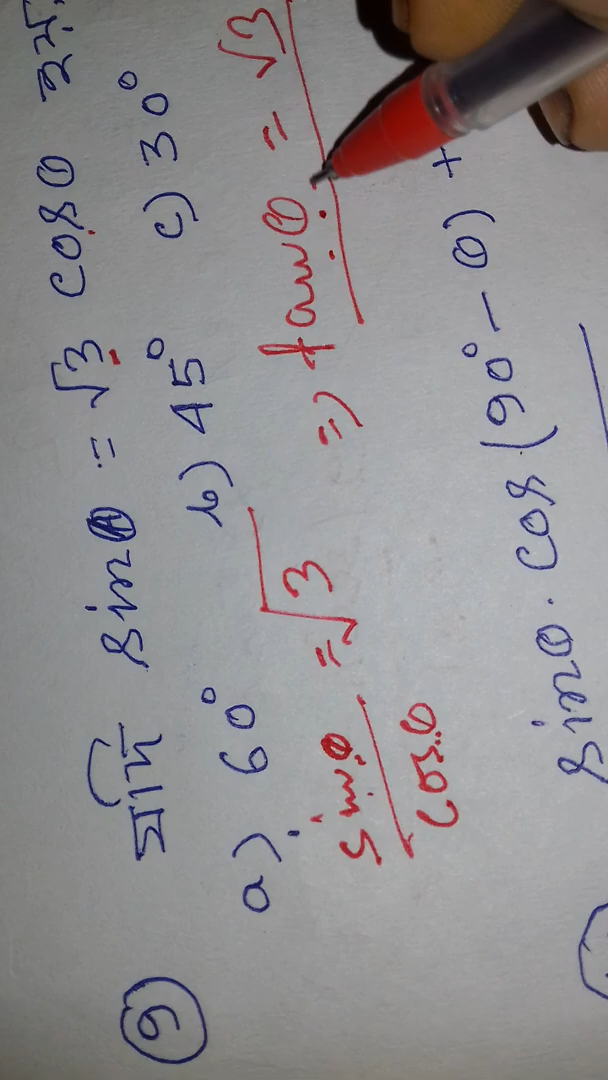 9) যদি sinθ = √3 cosθ হয়.
a) 60° b) 45° c) 30°
sinθ/cosθ = √3 ⇒ tanθ = √3
sinθ. cos (90° - θ) +